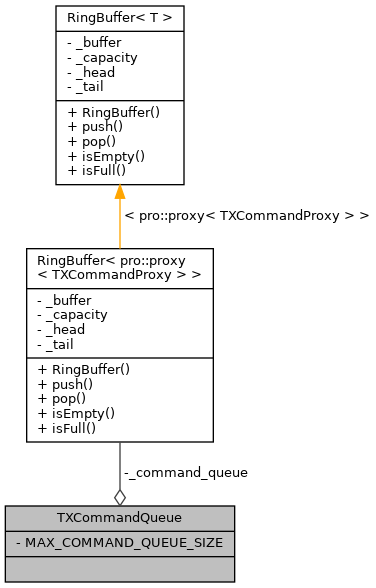 RingBuffer< T >
- _buffer
- _capacity
- _head
- _tail
+ RingBuffer()
+ push()
+ pop()
+ isEmpty()
+ isFull()
< pro::proxy< TXCommandProxy > >
RingBuffer< pro::proxy
< TXCommandProxy > >
- _buffer
- _capacity
- _head
- _tail
+ RingBuffer()
+ push()
+ pop()
+ isEmpty()
+ isFull()
-_command_queue
TXCommandQueue
- MAX_COMMAND_QUEUE_SIZE